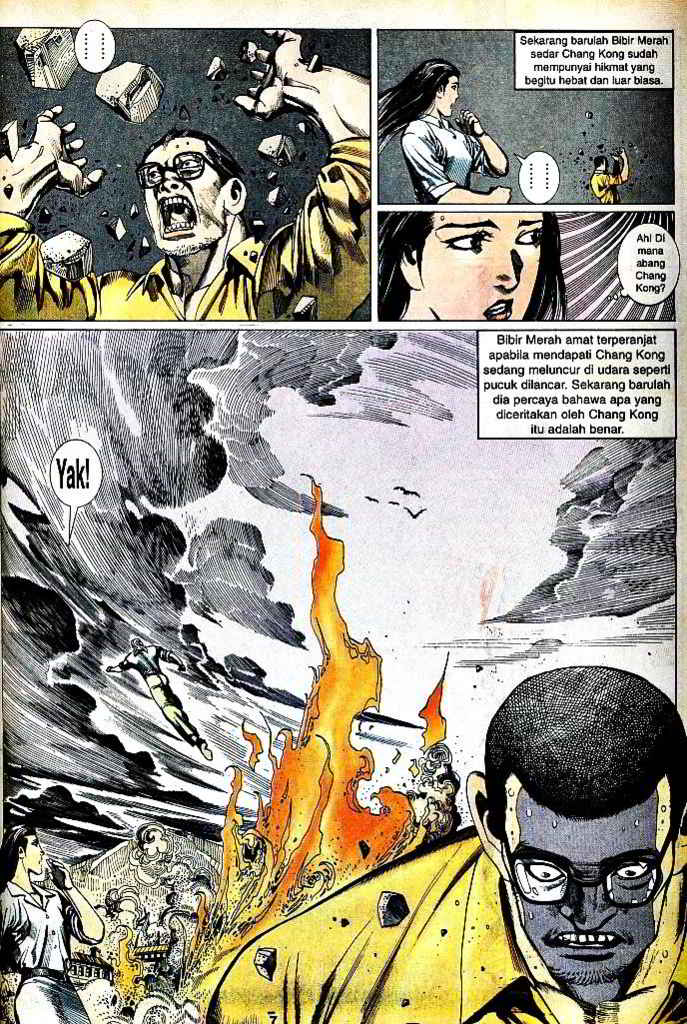 ......
Sekarang barulah Bibir Merah
sedar Chang Kong sudah
mempunyai hikmat yang
begitu hebat dan luar biasa.
......
Ah! Di
mana
abang
Chang
Kong?
Bibir Merah amat terperanjat
apabila mendapati Chang Kong
sedang meluncur di udara seperti
pucuk dilancar. Sekarang barulah
dia percaya bahawa apa yang
diceritakan oleh Chang Kong
itu adalah benar.
Yak!
7